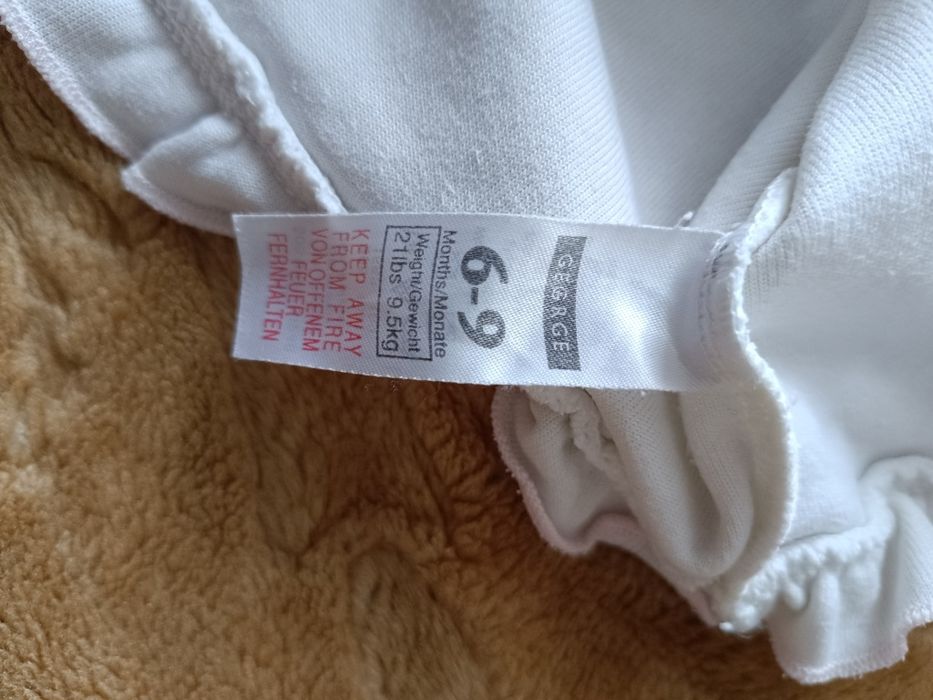 GEORGE
6-9
Months/Monate
Weight/Gewicht
21lbs 9.5kg
KEEP AWAY
FROM FIRE
VON OFFENEM
FEUER
FERNHALTEN